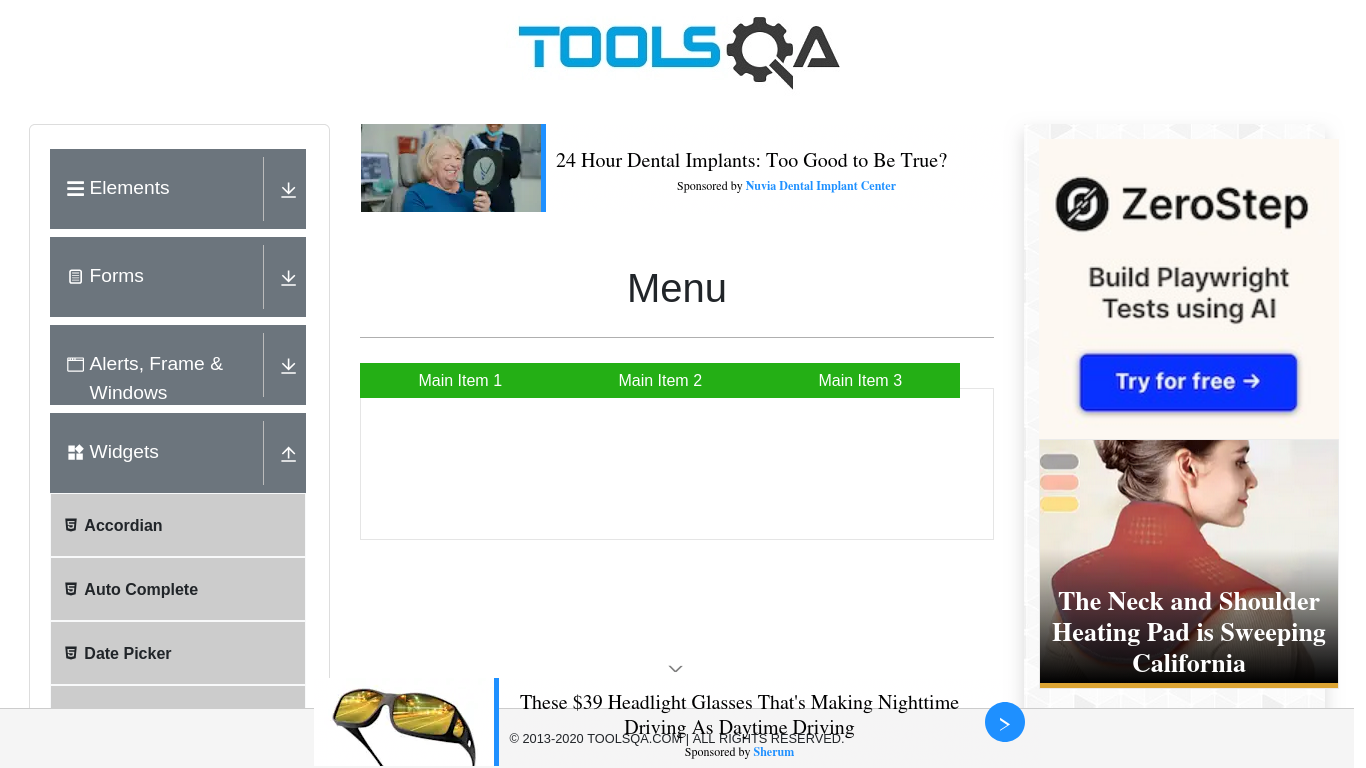 TOOLSQA
Elements
Forms
Alerts, Frame &
Windows
Widgets
Accordian
Auto Complete
Date Picker
24 Hour Dental Implants: Too Good to Be True?
Sponsored by Nuvia Dental Implant Center
Menu
Main Item 1
Main Item 2
Main Item 3
ZeroStep
Build Playwright
Tests using AI
Try for free →
The Neck and Shoulder
Heating Pad is Sweeping
California
These $39 Headlight Glasses That's Making Nighttime
Driving As Daytime Driving
© 2013-2020 TOOLSQA.COM | ALL RIGHTS RESERVED.
Sponsored by Sherum